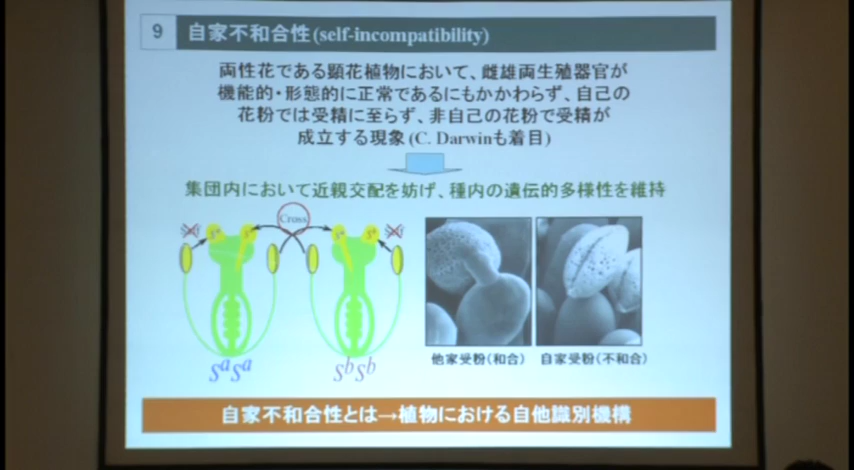 9
自家不和合性(self-incompatibility)
両性花である顕花植物において、雌雄両生殖器官が
機能的・形態的に正常であるにもかかわらず、自己の
花粉では受精に至らず、非自己の花粉で受精が
成立する現象(C. Darwinも着目)
集団内において近親交配を妨げ、種内の遺伝的多様性を維持
Cross
SᵃSᵃ
SᵇSᵇ
他家受粉(和合)
自家受粉(不和合)
自家不和合性とは→植物における自他識別機構